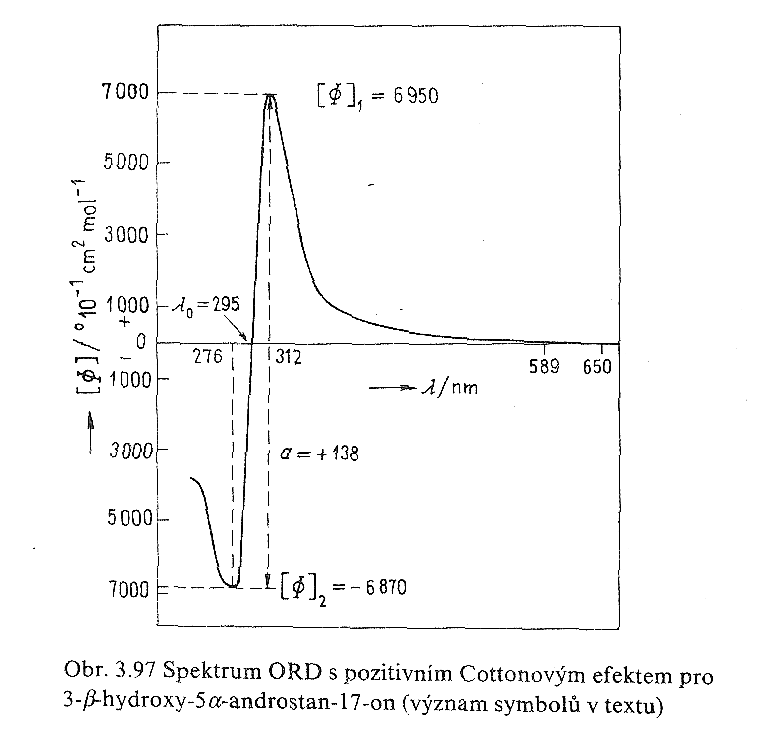 7000
[Φ]₁ = 6950
5000
3000
1000
λ₀=295
+
0
−
276
312
589
650
1000
λ/nm
[Φ]/°10⁻¹ cm² mol⁻¹
3000
a = + 138
5000
7000
[Φ]₂ = − 6870
Obr. 3.97 Spektrum ORD s pozitivním Cottonovým efektem pro
3-β-hydroxy-5α-androstan-17-on (význam symbolů v textu)